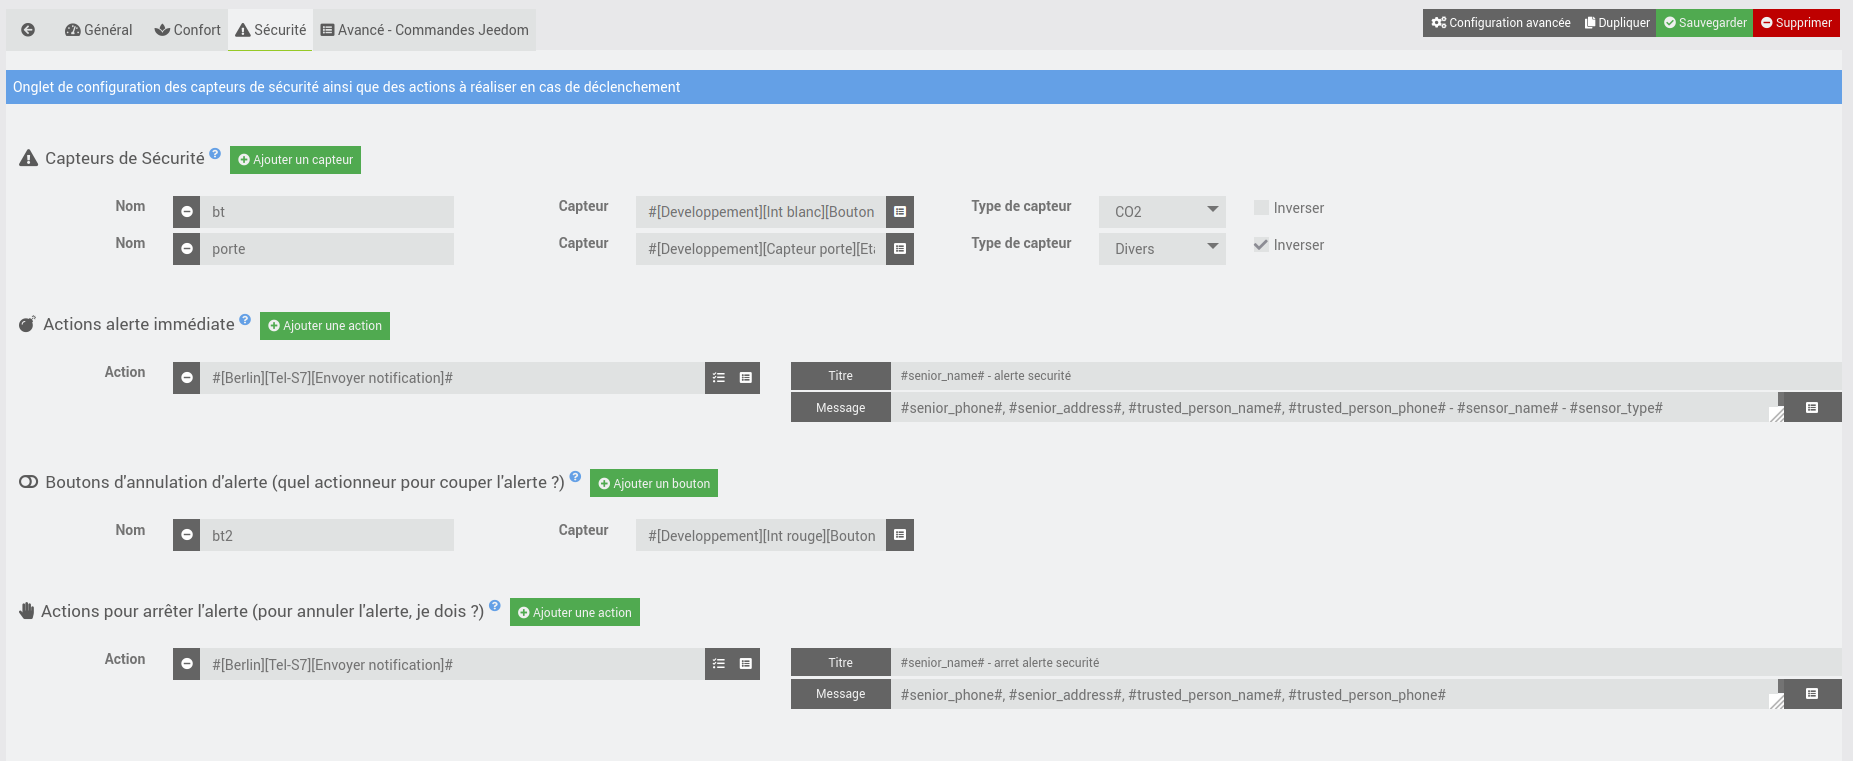 Général Confort Sécurité Avancé - Commandes Jeedom Configuration avancée Dupliquer Sauvegarder Supprimer
Onglet de configuration des capteurs de sécurité ainsi que des actions à réaliser en cas de déclenchement
Capteurs de Sécurité ? Ajouter un capteur
Nom bt Capteur #[Developpement][Int blanc][Bouton Type de capteur CO2 Inverser
Nom porte Capteur #[Developpement][Capteur porte][Eta Type de capteur Divers Inverser
Actions alerte immédiate ? Ajouter une action
Action #[Berlin][Tel-S7][Envoyer notification]# Titre #senior_name# - alerte securité
Message #senior_phone#, #senior_address#, #trusted_person_name#, #trusted_person_phone# - #sensor_name# - #sensor_type#
Boutons d'annulation d'alerte (quel actionneur pour couper l'alerte ?) ? Ajouter un bouton
Nom bt2 Capteur #[Developpement][Int rouge][Bouton
Actions pour arrêter l'alerte (pour annuler l'alerte, je dois ?) ? Ajouter une action
Action #[Berlin][Tel-S7][Envoyer notification]# Titre #senior_name# - arret alerte securité
Message #senior_phone#, #senior_address#, #trusted_person_name#, #trusted_person_phone#